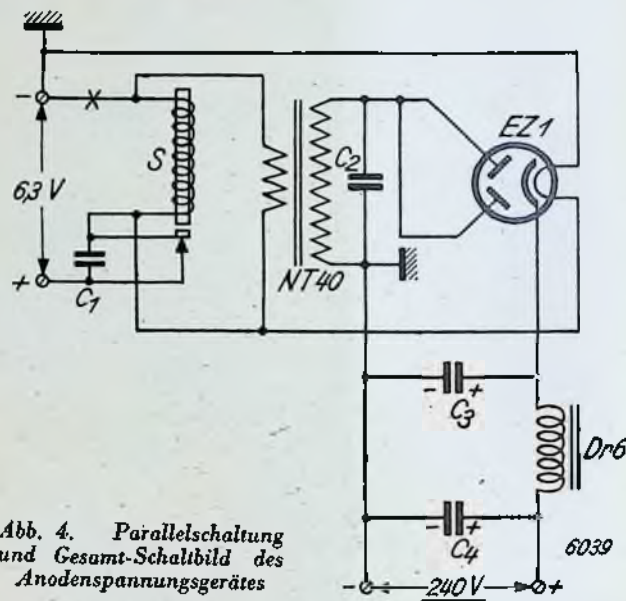 -
6,3 V
+
S
C1
C2
NT40
EZ1
- C3 +
Dr6
- C4 +
6039
- 240 V +
Abb. 4. Parallelschaltung
und Gesamt-Schaltbild des
Anodenspannungsgerätes